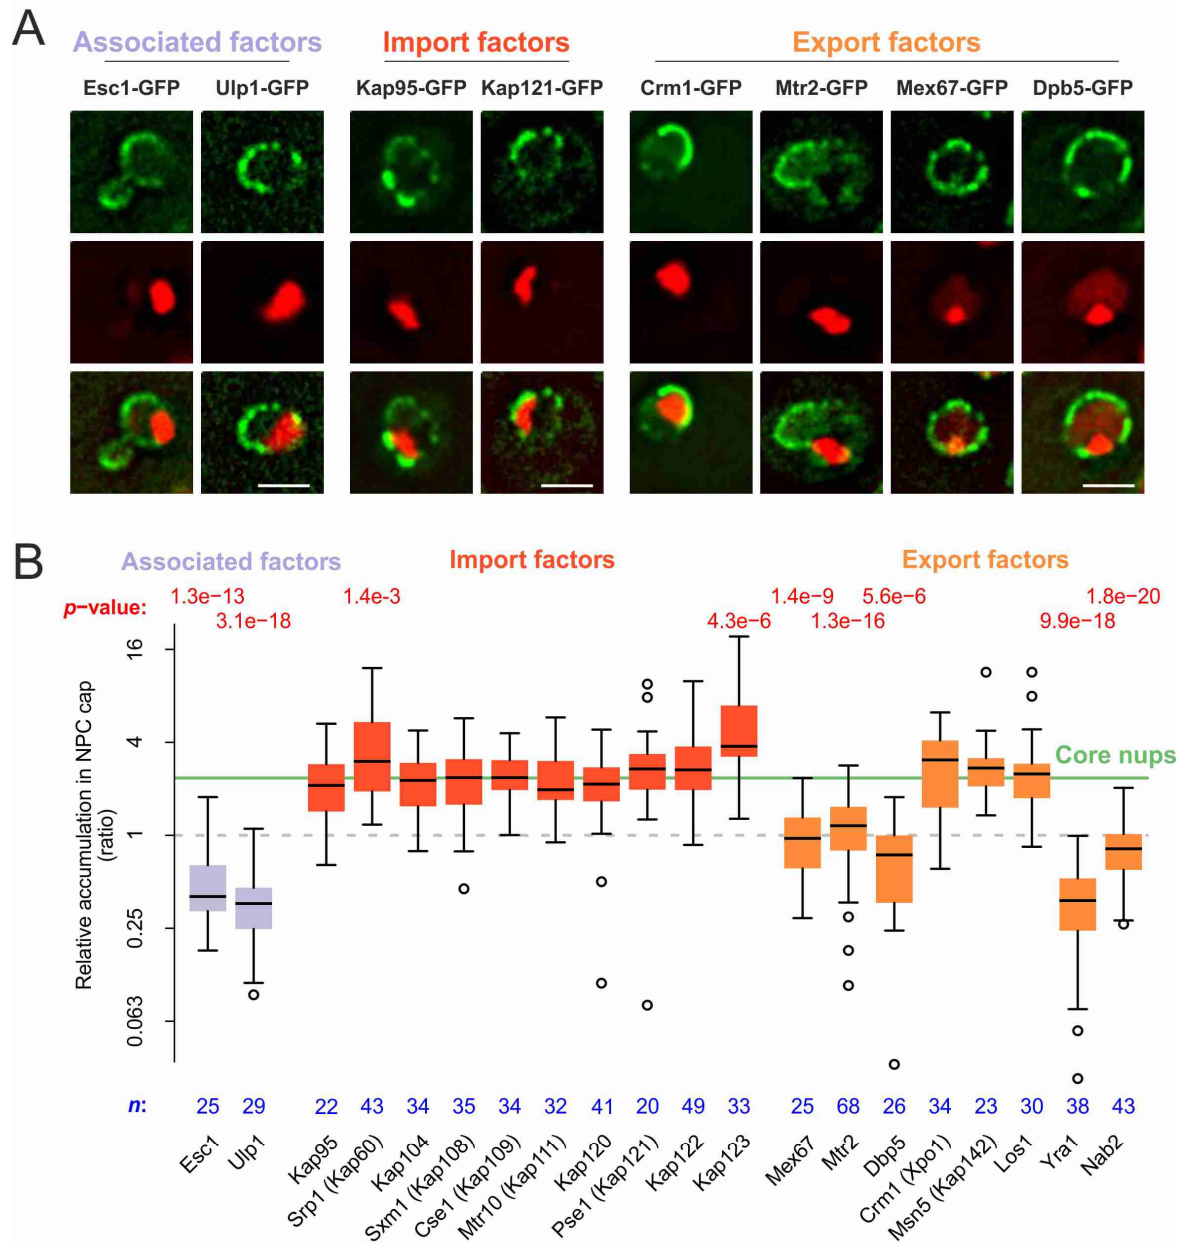 A
Associated factors Import factors Export factors
Esc1-GFP Ulp1-GFP Kap95-GFP Kap121-GFP Crm1-GFP Mtr2-GFP Mex67-GFP Dpb5-GFP
B
Associated factors Import factors Export factors
p−value: 1.3e−13 1.4e-3 1.4e−9 5.6e−6 1.8e−20
3.1e−18 4.3e−6 1.3e−16 9.9e−18
Relative accumulation in NPC cap
(ratio)
16
4
1
0.25
0.063
Core nups
n: 25 29 22 43 34 35 34 32 41 20 49 33 25 68 26 34 23 30 38 43
Esc1
Ulp1
Kap95
Srp1 (Kap60)
Kap104
Sxm1 (Kap108)
Cse1 (Kap109)
Mtr10 (Kap111)
Kap120
Pse1 (Kap121)
Kap122
Kap123
Mex67
Mtr2
Dbp5
Crm1 (Xpo1)
Msn5 (Kap142)
Los1
Yra1
Nab2